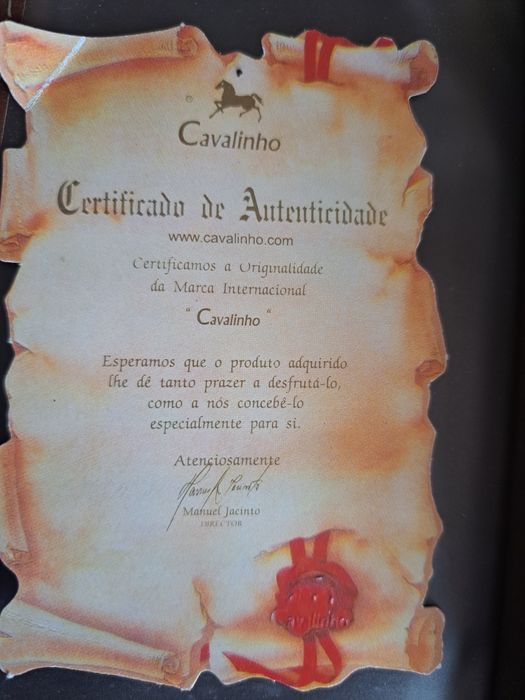 ®
Cavalinho
Certificado de Autenticidade
www.cavalinho.com
Certificamos a Originalidade
da Marca Internacional
" Cavalinho "
Esperamos que o produto adquirido
lhe dê tanto prazer a desfrutá-lo,
como a nós concebê-lo
especialmente para si.
Atenciosamente
Manuel Jacinto
DIRECTOR
Cavalinho